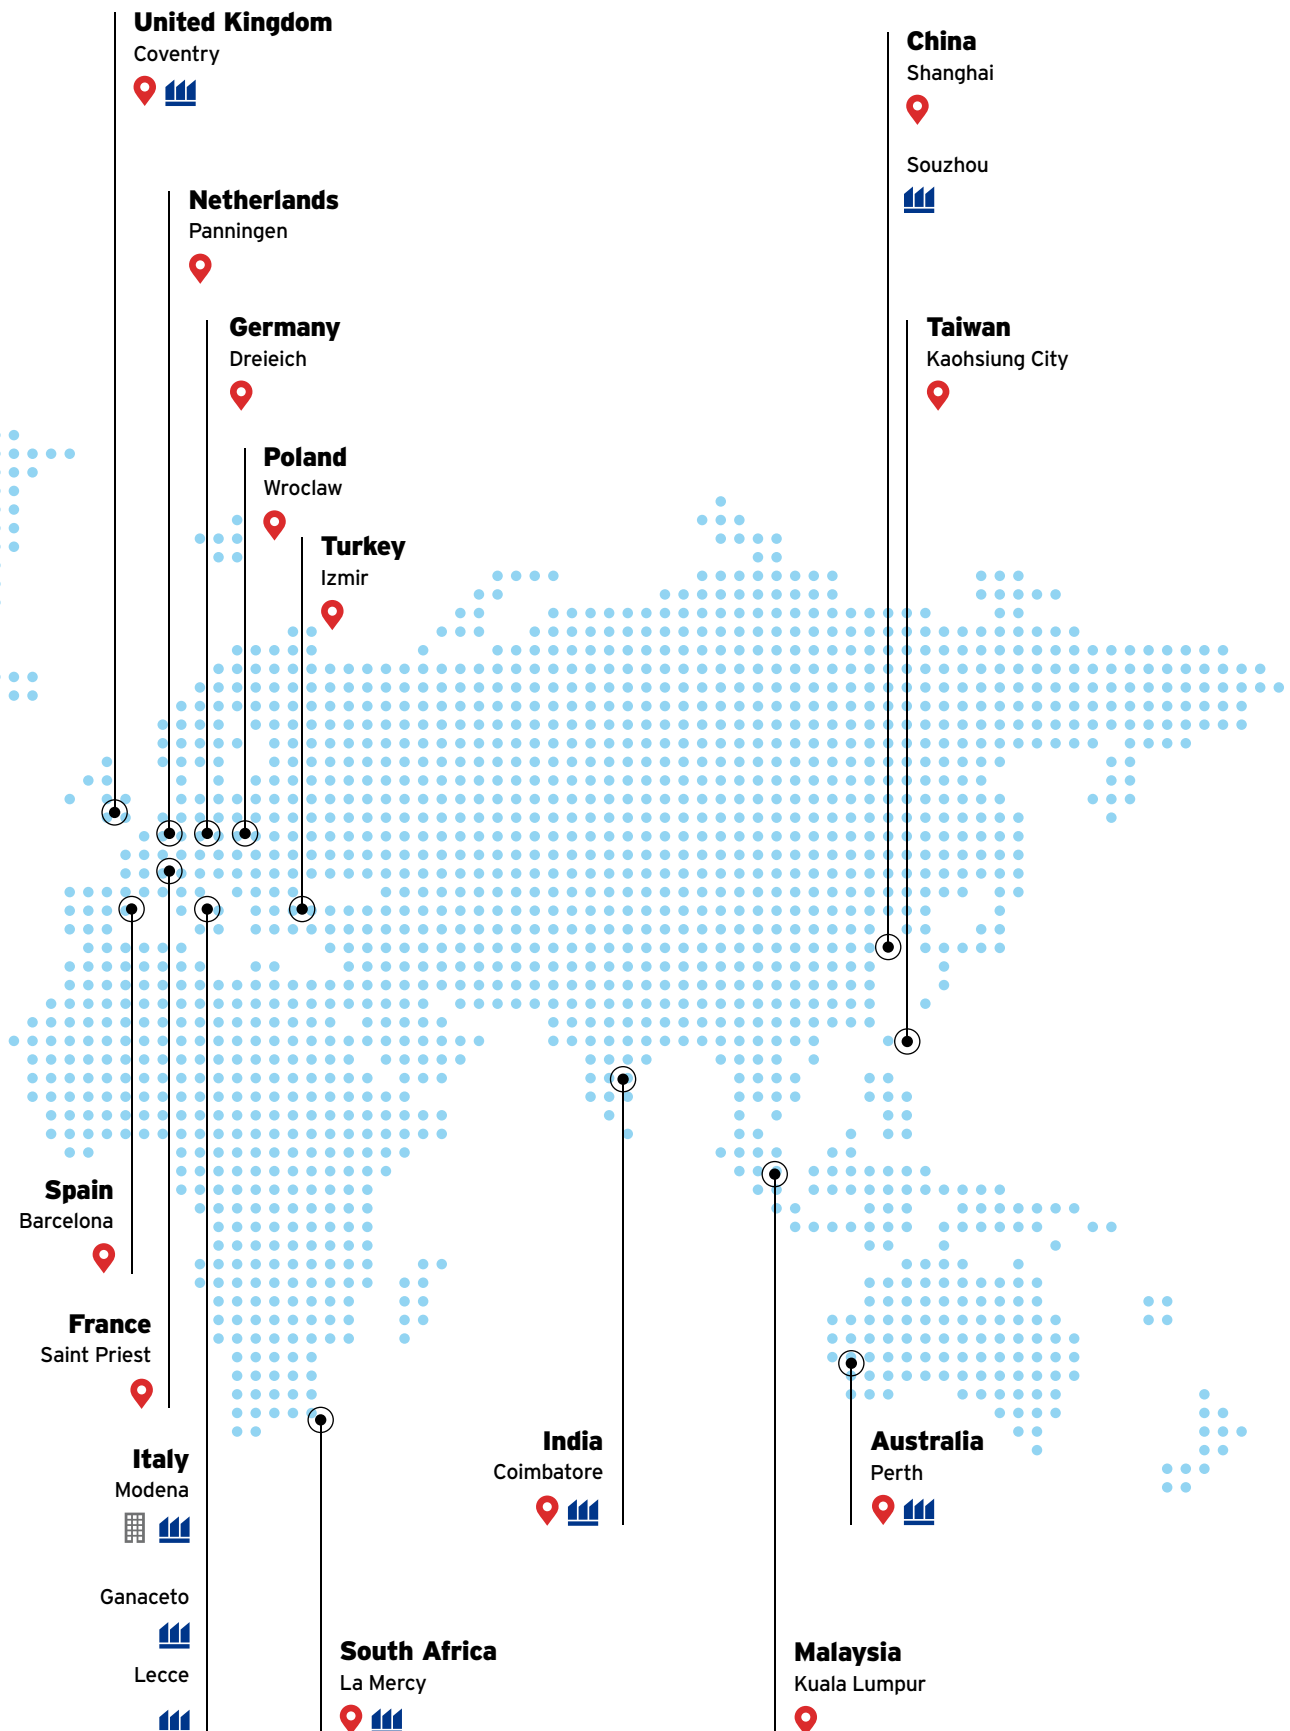 United Kingdom
Coventry
China
Shanghai
Souzhou
Netherlands
Panningen
Germany
Dreieich
Taiwan
Kaohsiung City
Poland
Wroclaw
Turkey
Izmir
Spain
Barcelona
France
Saint Priest
Italy
Modena
Ganaceto
Lecce
India
Coimbatore
Australia
Perth
South Africa
La Mercy
Malaysia
Kuala Lumpur